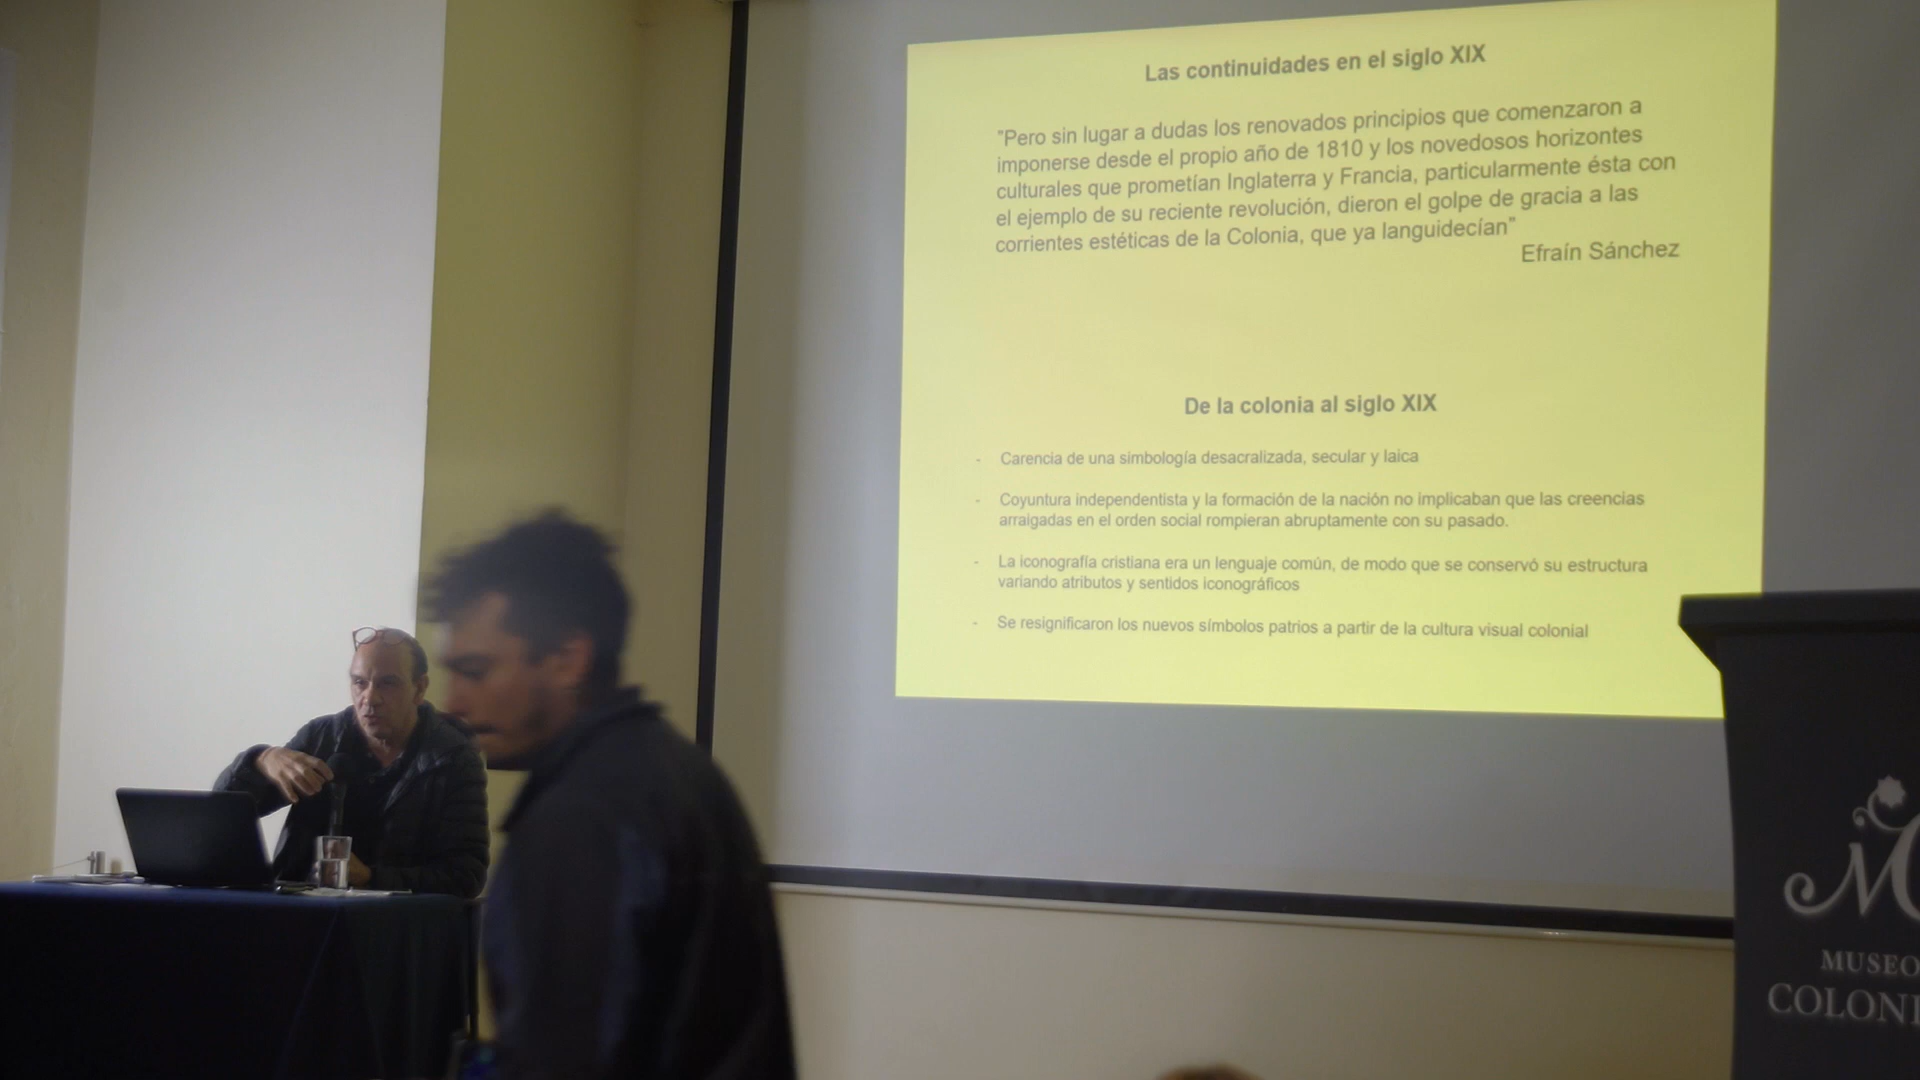 Las continuidades en el siglo XIX
"Pero sin lugar a dudas los renovados principios que comenzaron a
imponerse desde el propio año de 1810 y los novedosos horizontes
culturales que prometían Inglaterra y Francia, particularmente ésta con
el ejemplo de su reciente revolución, dieron el golpe de gracia a las
corrientes estéticas de la Colonia, que ya languidecían"
Efraín Sánchez
De la colonia al siglo XIX
- Carencia de una simbología desacralizada, secular y laica
- Coyuntura independentista y la formación de la nación no implicaban que las creencias
arraigadas en el orden social rompieran abruptamente con su pasado.
- La iconografía cristiana era un lenguaje común, de modo que se conservó su estructura
variando atributos y sentidos iconográficos
- Se resignificaron los nuevos símbolos patrios a partir de la cultura visual colonial
MUSEO
COLONI